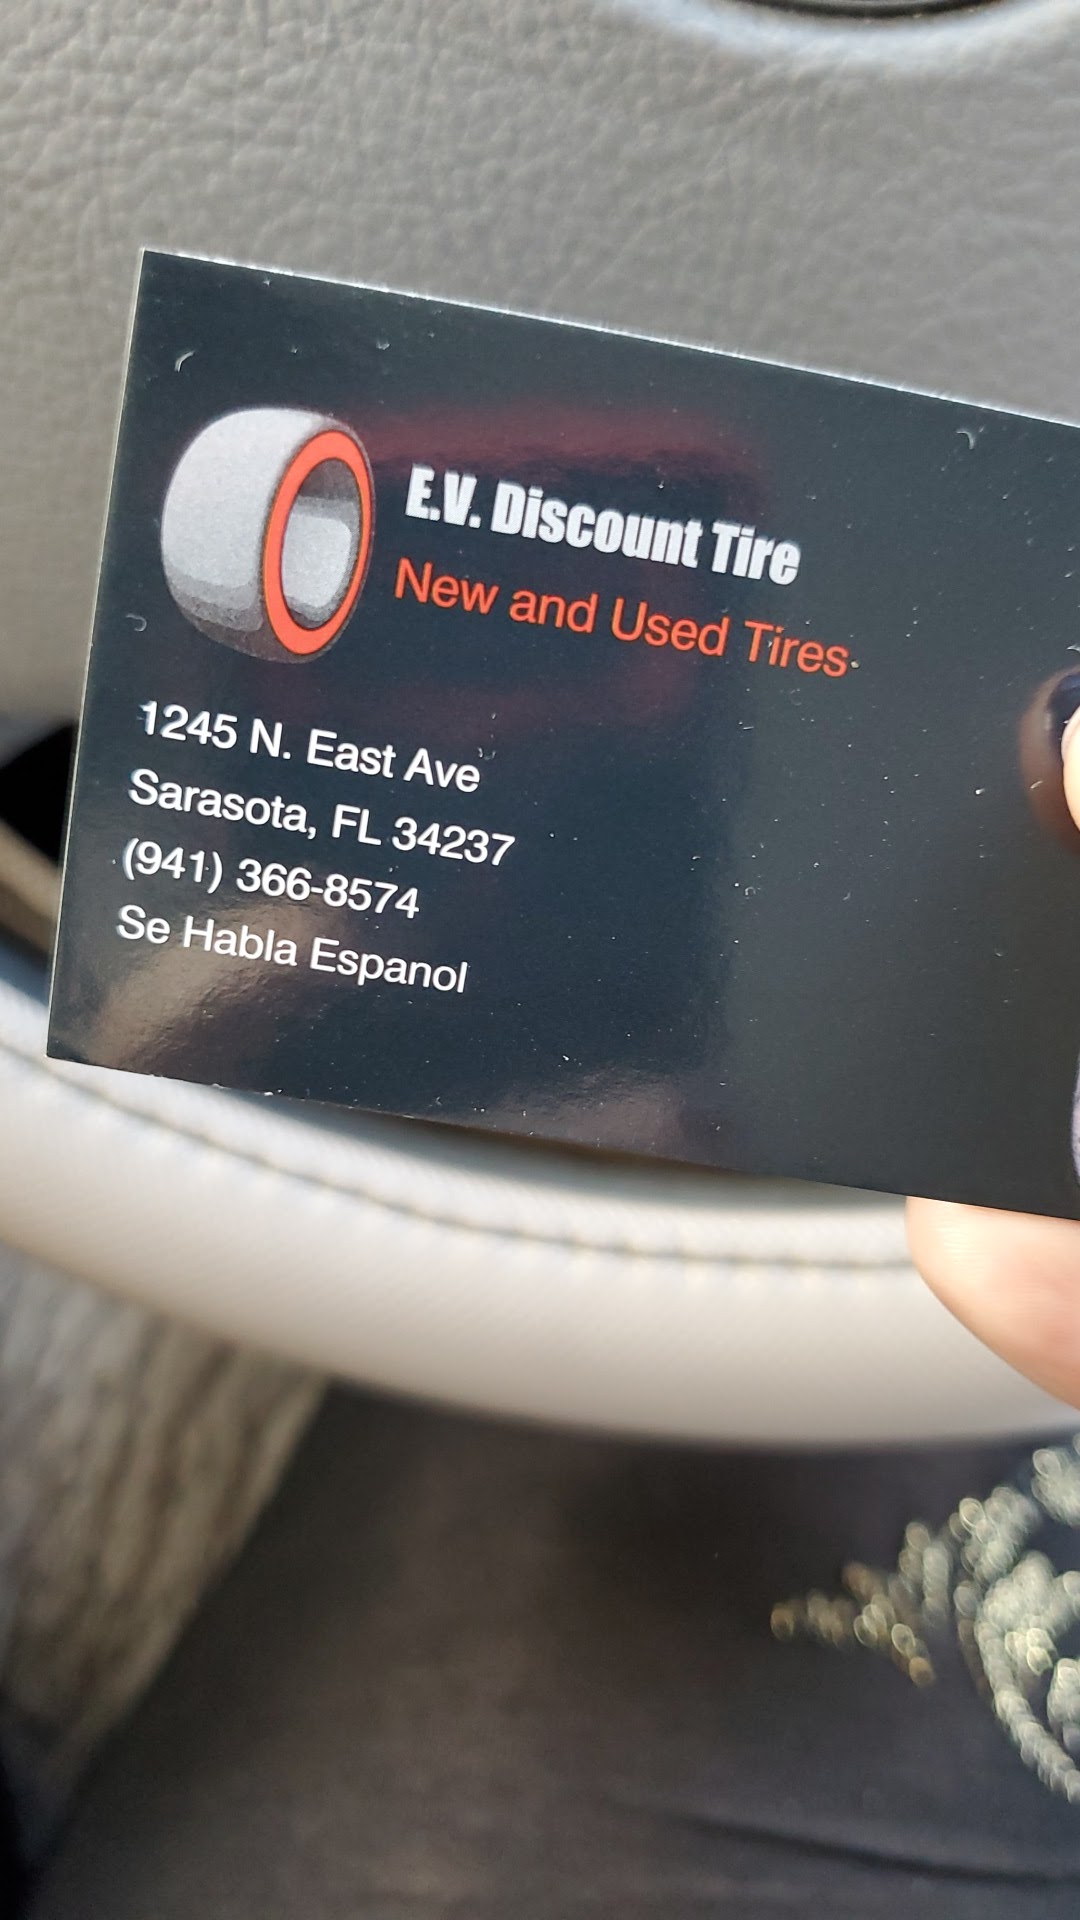 E.V. Discount Tire
New and Used Tires
1245 N. East Ave
Sarasota, FL 34237
(941) 366-8574
Se Habla Espanol